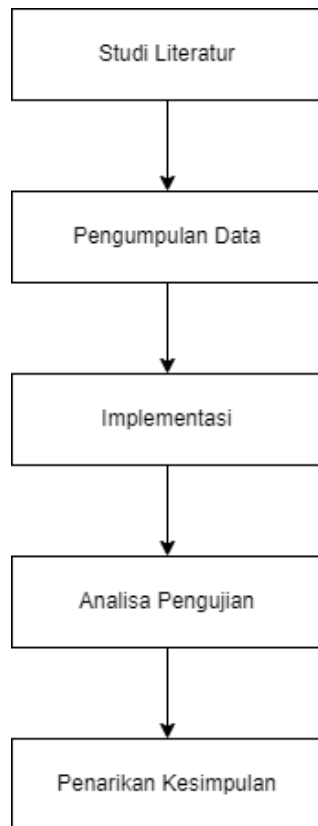 Studi Literatur
Pengumpulan Data
Implementasi
Analisa Pengujian
Penarikan Kesimpulan